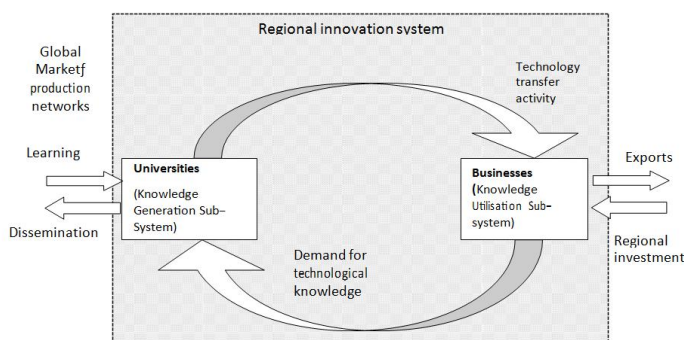 Regional innovation system
Global
Marketf
production
networks
Technology
transfer
activity
Learning
Dissemination
Universities
(Knowledge
Generation Sub–
System)
Businesses
(Knowledge
Utilisation Sub–
system)
Exports
Regional
investment
Demand for
technological
knowledge